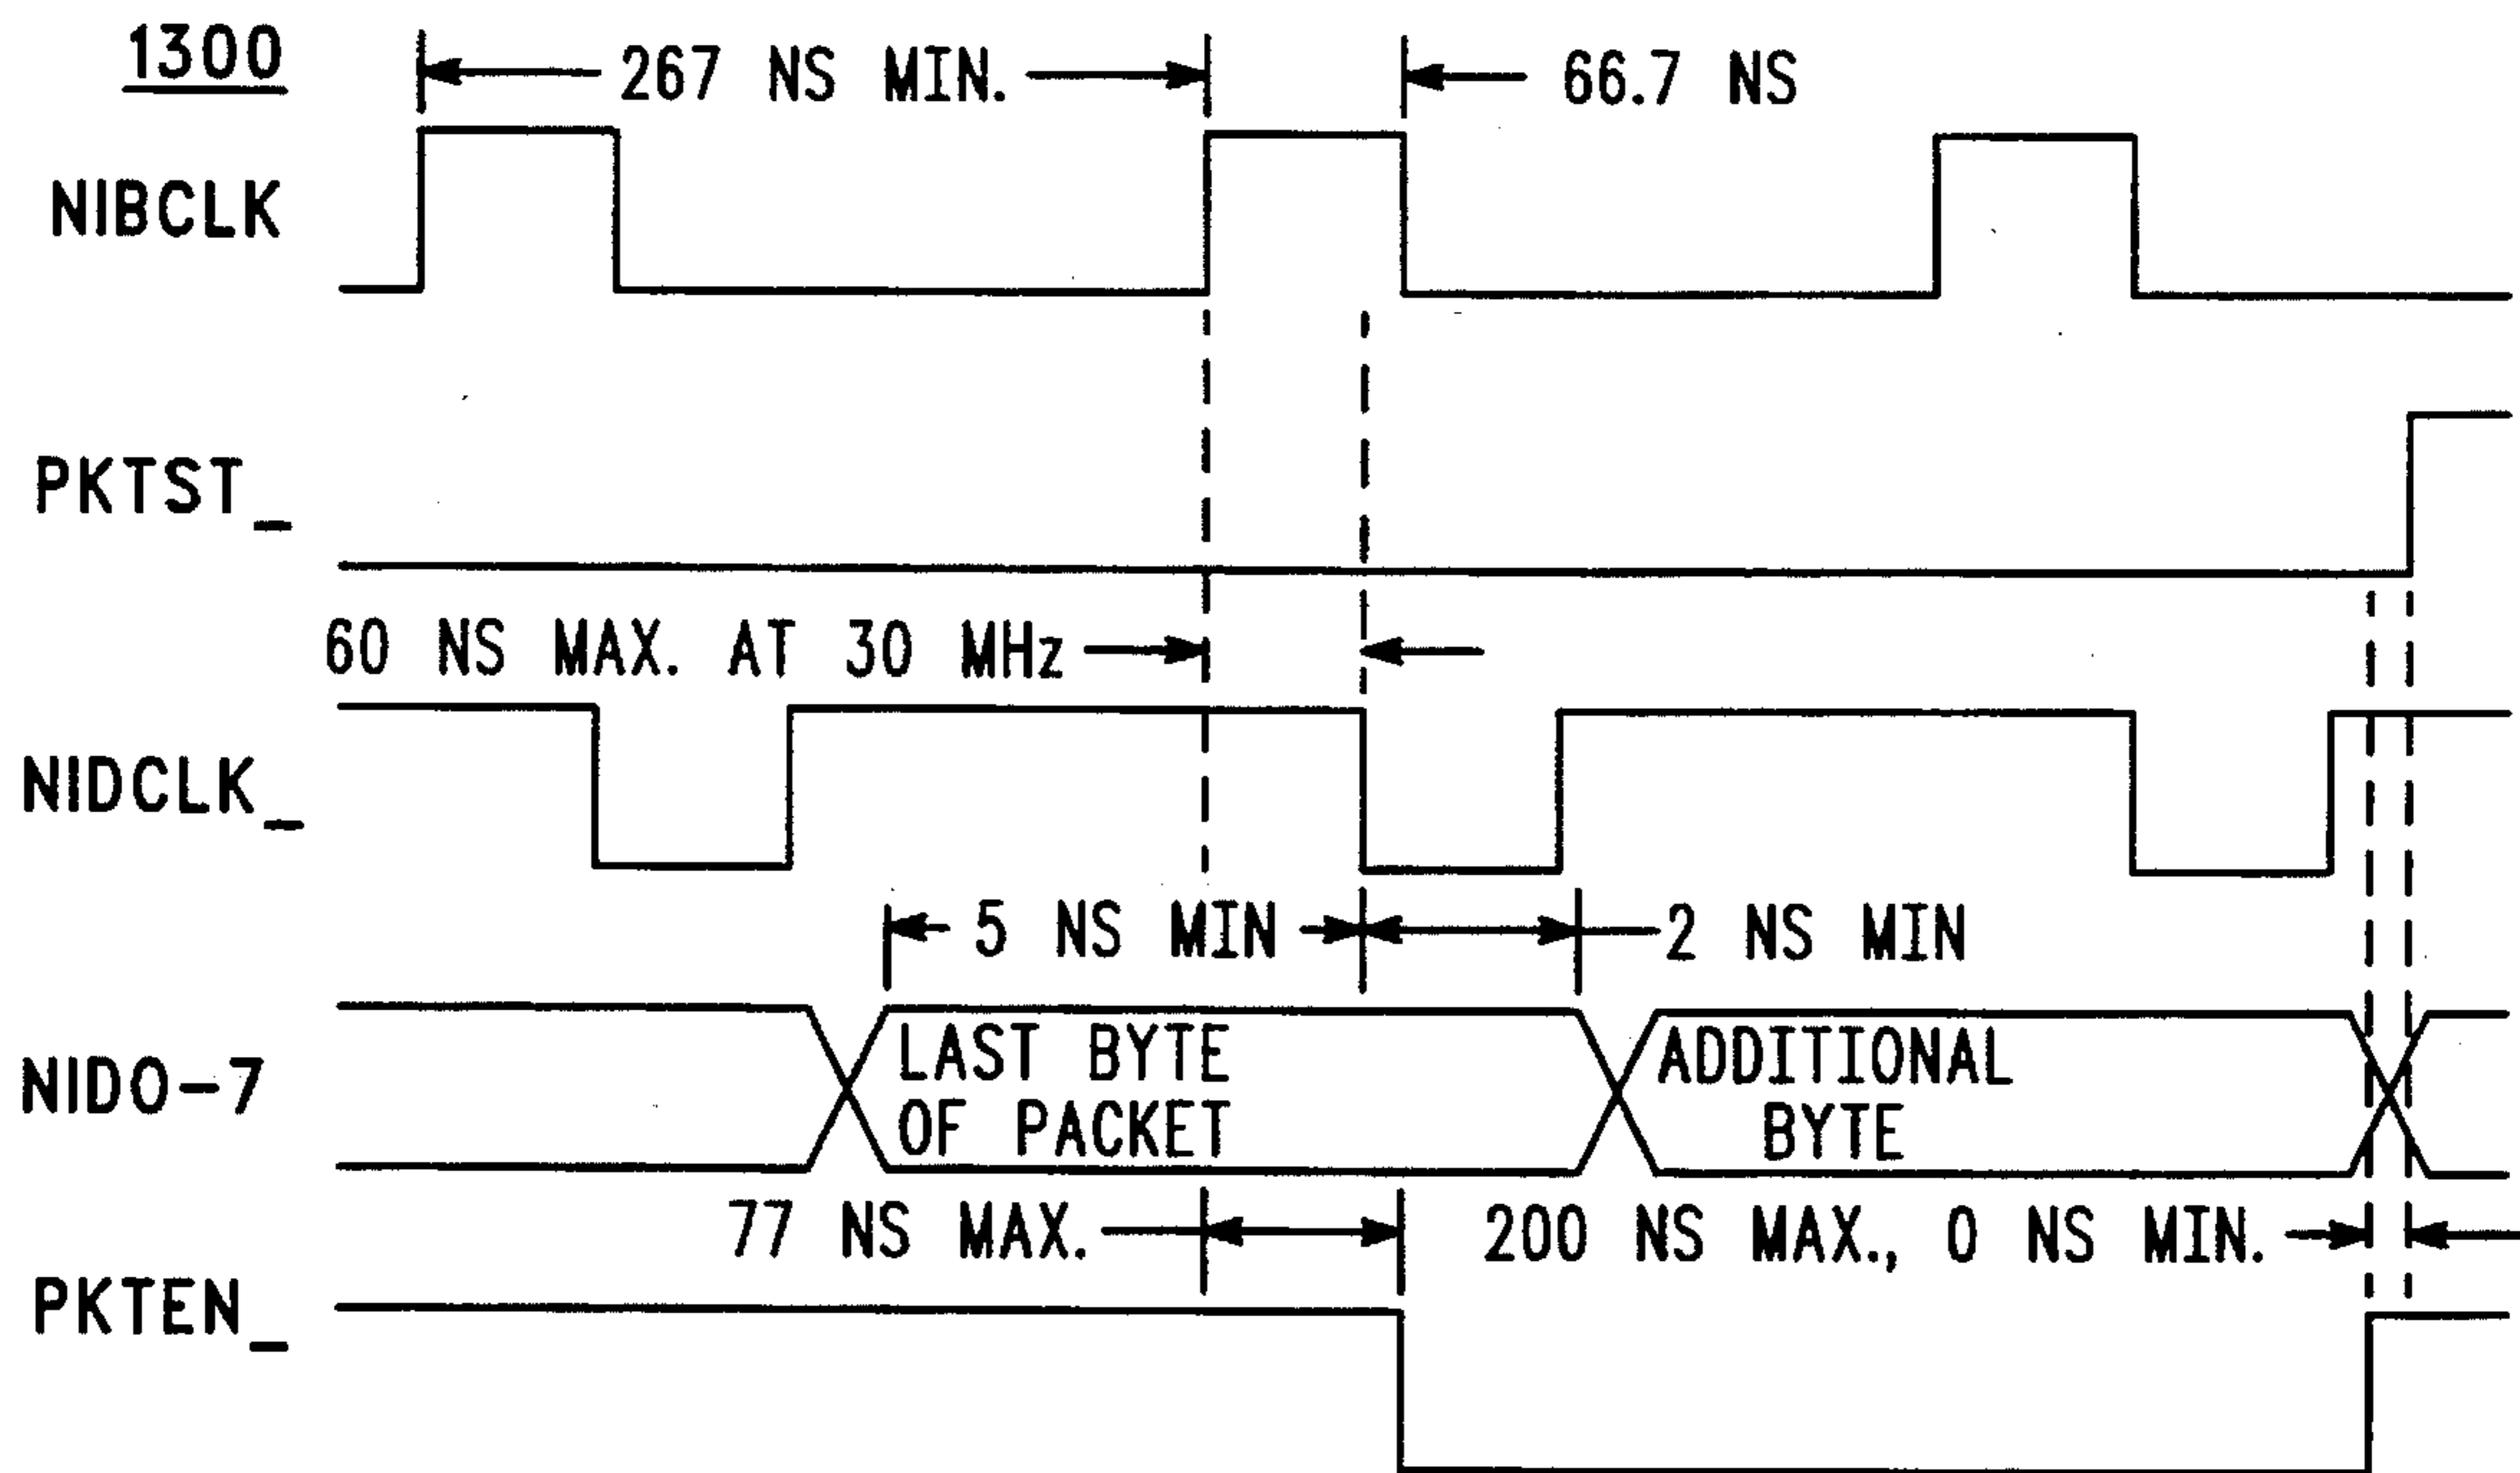 1300
267 NS MIN.
66.7 NS
NIBCLK
PKTST_
60 NS MAX. AT 30 MHz
NIDCLK_
5 NS MIN
2 NS MIN
NIDO-7
LAST BYTE
OF PACKET
ADDITIONAL
BYTE
77 NS MAX.
200 NS MAX., 0 NS MIN.
PKTEN_